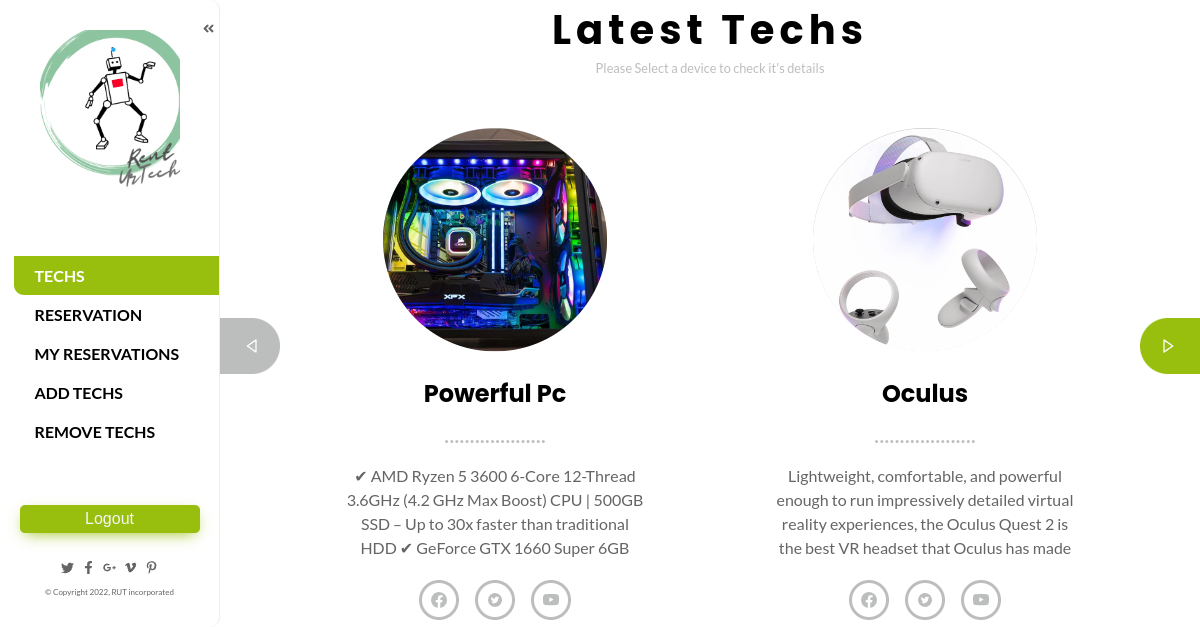 Rent
UrTech
TECHS
RESERVATION
MY RESERVATIONS
ADD TECHS
REMOVE TECHS
Logout
© Copyright 2022, RUT incorporated
Latest Techs
Please Select a device to check it's details
XFX
Powerful Pc
✔ AMD Ryzen 5 3600 6-Core 12-Thread
3.6GHz (4.2 GHz Max Boost) CPU | 500GB
SSD – Up to 30x faster than traditional
HDD ✔ GeForce GTX 1660 Super 6GB
Oculus
Lightweight, comfortable, and powerful
enough to run impressively detailed virtual
reality experiences, the Oculus Quest 2 is
the best VR headset that Oculus has made